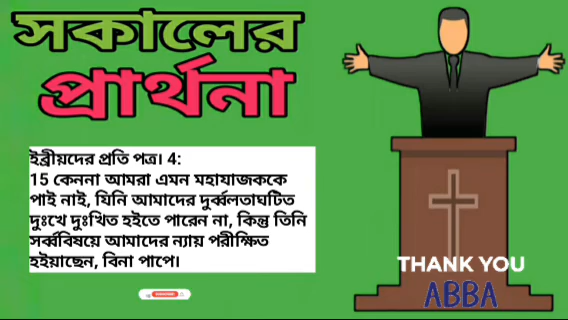 সকালের
প্রার্থনা
ইব্রীয়দের প্রতি পত্র। 4:
15 কেননা আমরা এমন মহাযাজককে
পাই নাই, যিনি আমাদের দুর্ব্বলতাঘটিত
দুঃখে দুঃখিত হইতে পারেন না, কিন্তু তিনি
সর্ব্ববিষয়ে আমাদের ন্যায় পরীক্ষিত
হইয়াছেন, বিনা পাপে।
THANK YOU
ABBA